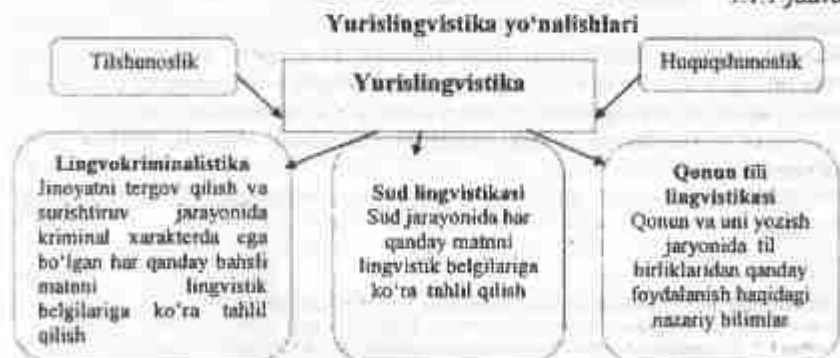 Yurislingvistika yo‘nalishlari
Tilshunoslik
Yurislingvistika
Huquqshunoslik
Lingvokriminalistika
Jinoyatni tergov qilish va
surishtiruv jarayonida
kriminal xarakterda ega
bo‘lgan har qanday bahsli
matnni lingvistik
belgilariga ko‘ra tahlil
qilish
Sud lingvistikasi
Sud jarayonida har
qanday matnni
lingvistik belgilariga
ko‘ra tahlil qilish
Qonun tili
lingvistikasi
Qonun va uni yozish
jaryonida til
birliklaridan qanday
foydalanish haqidagi
nazariy bilimlar